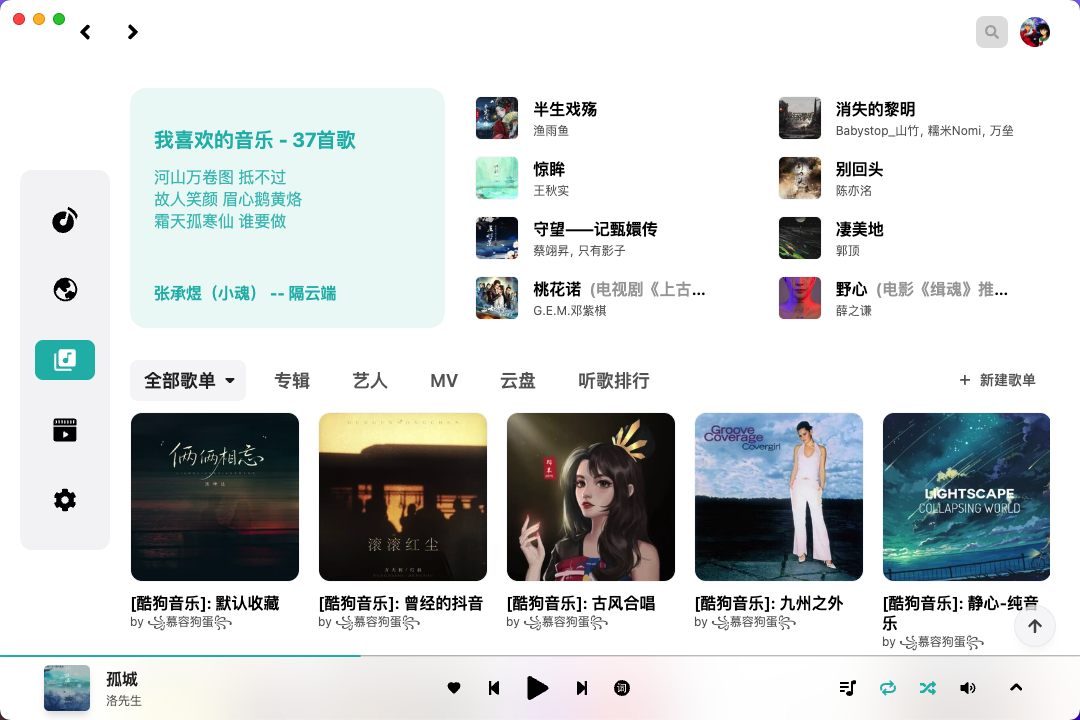 我喜欢的音乐 - 37首歌
河山万卷图 抵不过
故人笑颜 眉心鹅黄烙
霜天孤寒仙 谁要做
张承煜（小魂） -- 隔云端
半生戏殇
渔雨鱼
惊眸
王秋实
守望——记甄嬛传
蔡翊昇, 只有影子
桃花诺 (电视剧《上古...
G.E.M.邓紫棋
消失的黎明
Babystop_山竹, 糯米Nomi, 万垒
别回头
陈亦洺
凄美地
郭顶
野心 (电影《缉魂》推...
薛之谦
全部歌单
专辑
艺人
MV
云盘
听歌排行
+ 新建歌单
俩俩相忘
滚滚红尘
Groove
Coverage
Covergirl
LIGHTSCAPE
COLLAPSING WORLD
[酷狗音乐]: 默认收藏
by ꧁慕容狗蛋꧂
[酷狗音乐]: 曾经的抖音
by ꧁慕容狗蛋꧂
[酷狗音乐]: 古风合唱
by ꧁慕容狗蛋꧂
[酷狗音乐]: 九州之外
by ꧁慕容狗蛋꧂
[酷狗音乐]: 静心-纯音
乐
by ꧁慕容狗蛋꧂
孤城
洛先生
词